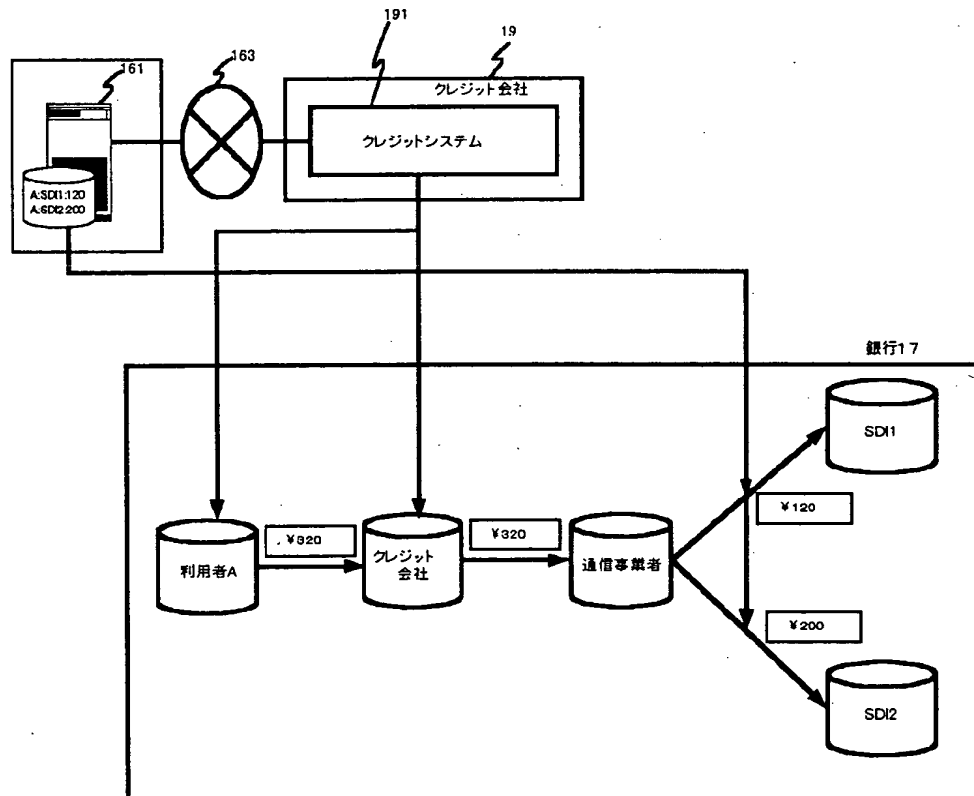 191
19
163
161
クレジット会社
クレジットシステム
A:SDI1:120
A:SDI2:200
銀行17
SDI1
¥120
¥320
¥320
利用者A
クレジット
会社
通信事業者
¥200
SDI2